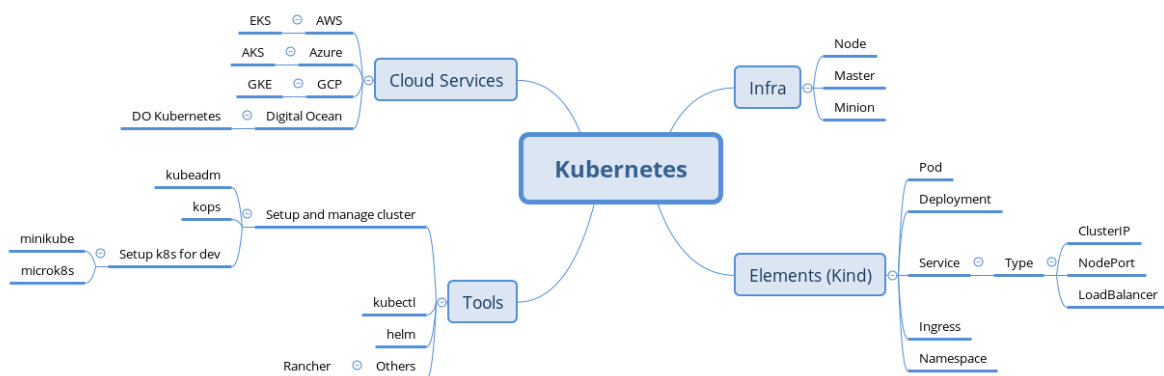 Kubernetes
Cloud Services
AWS
EKS
Azure
AKS
GCP
GKE
Digital Ocean
DO Kubernetes
Tools
Setup and manage cluster
kubeadm
kops
Setup k8s for dev
minikube
microk8s
kubectl
helm
Others
Rancher
Infra
Node
Master
Minion
Elements (Kind)
Pod
Deployment
Service
Type
ClusterIP
NodePort
LoadBalancer
Ingress
Namespace